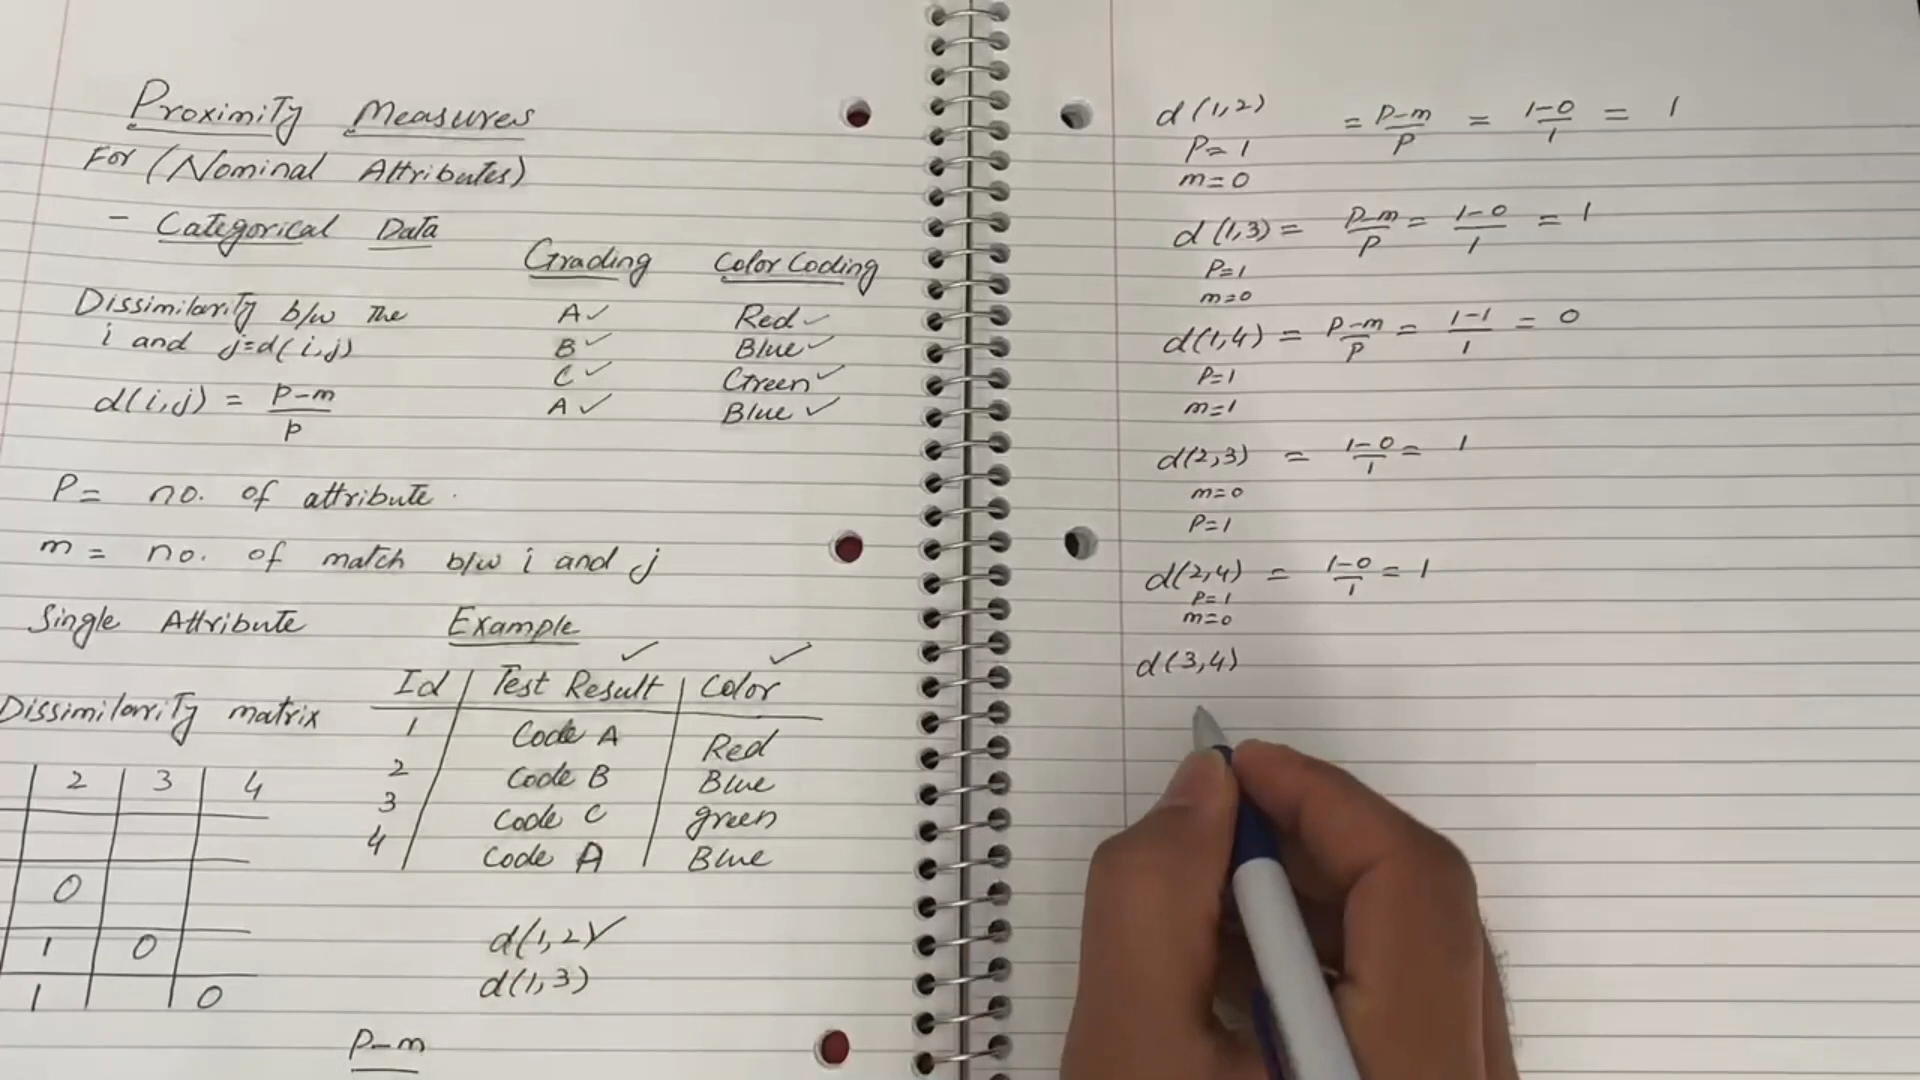 Proximity Measures
For (Nominal Attributes)
- Categorical Data
Grading Color Coding
Dissimilarity b/w the
i and j=d(i,j)
A✓ Red✓
B✓ Blue✓
C✓ Green✓
A✓ Blue✓
d(i,j) = p-m
p
P = no. of attribute.
m = no. of match b/w i and j
Single Attribute Example
✓ ✓
Id Test Result Color
1 Code A Red
2 Code B Blue
3 Code C green
4 Code A Blue
Dissimilarity matrix
2 3 4
0
1 0
1 0
d(1,2)✓
d(1,3)
P-m
d(1,2) = P-m = 1-0 = 1
P 1
P=1
m=0
d(1,3) = P-m = 1-0 = 1
P 1
P=1
m=0
d(1,4) = P-m = 1-1 = 0
P 1
P=1
m=1
d(2,3) = 1-0 = 1
1
m=0
P=1
d(2,4) = 1-0 = 1
1
P=1
m=0
d(3,4)